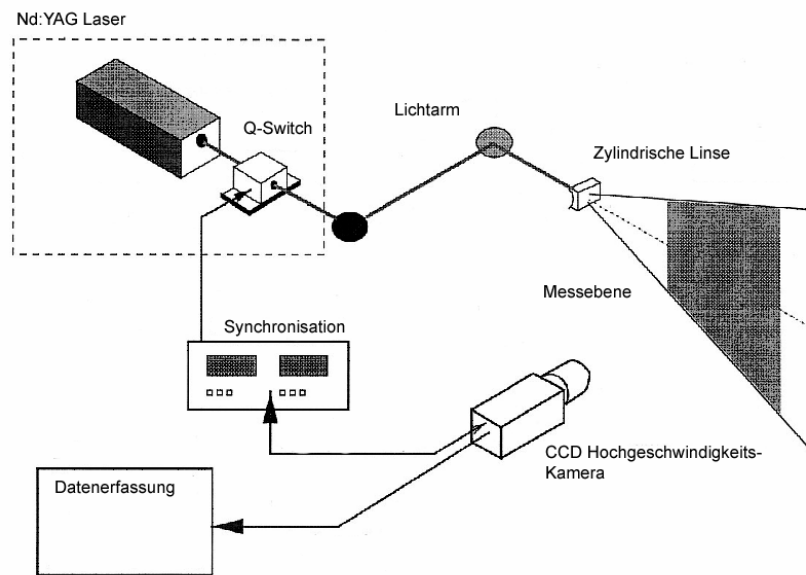 Nd:YAG Laser
Q-Switch
Lichtarm
Zylindrische Linse
Messebene
Synchronisation
CCD Hochgeschwindigkeits-
Kamera
Datenerfassung